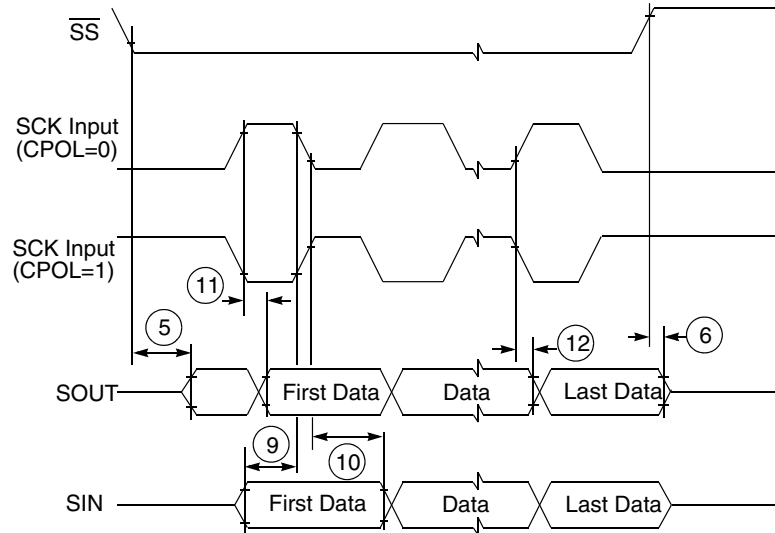 SS
SCK Input
(CPOL=0)
SCK Input
(CPOL=1)
11
5
12
6
SOUT
First Data
Data
Last Data
9
10
SIN
First Data
Data
Last Data